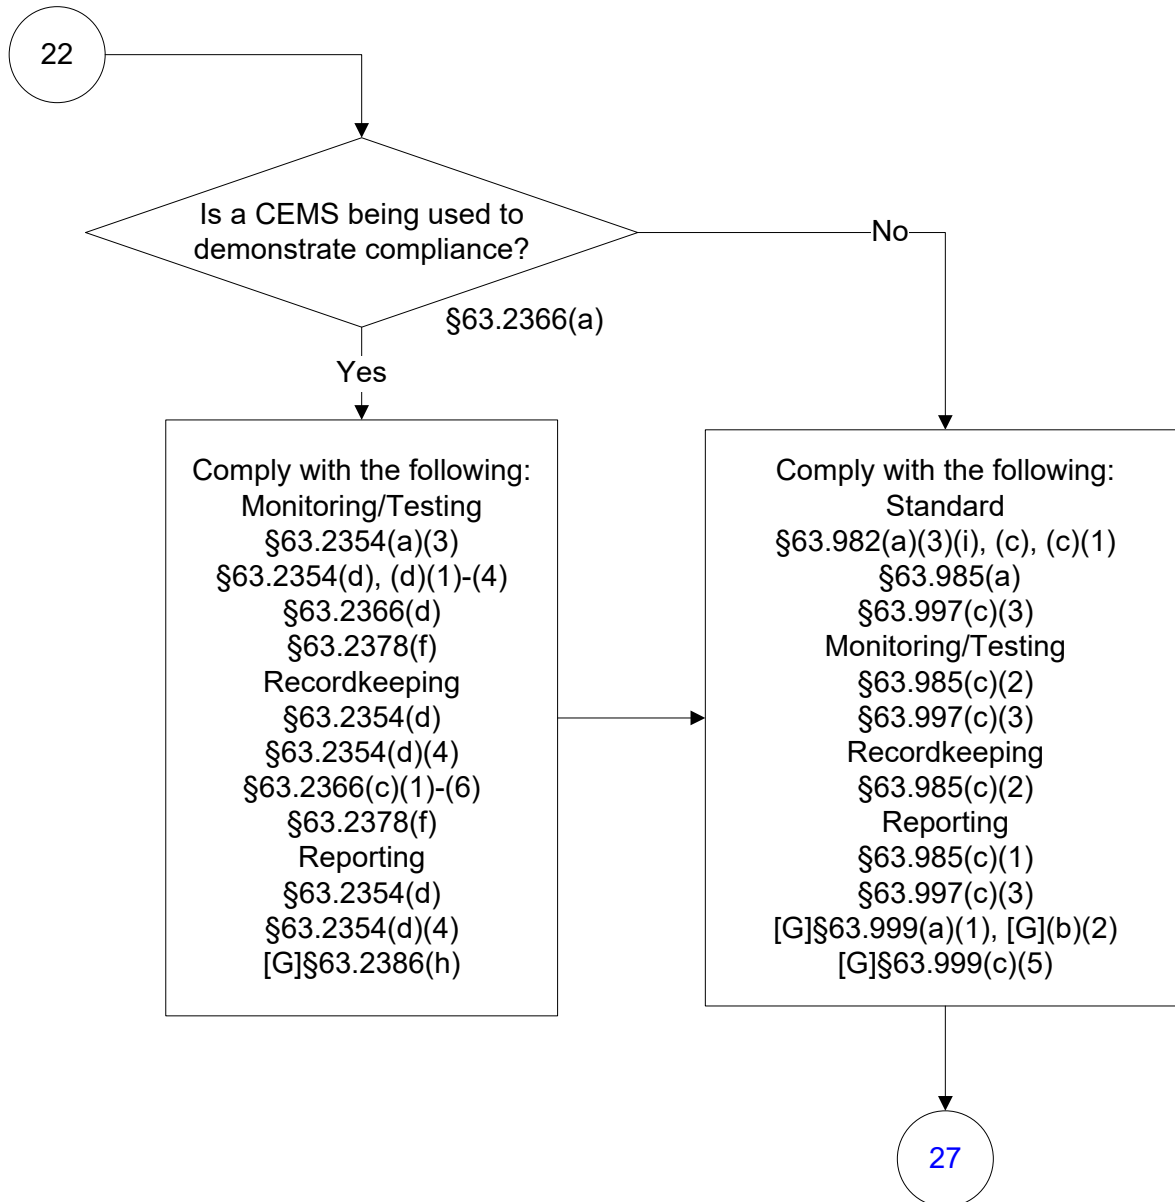 22
Is a CEMS being used to
demonstrate compliance?
No
§63.2366(a)
Yes
Comply with the following:
Monitoring/Testing
§63.2354(a)(3)
§63.2354(d), (d)(1)-(4)
§63.2366(d)
§63.2378(f)
Recordkeeping
§63.2354(d)
§63.2354(d)(4)
§63.2366(c)(1)-(6)
§63.2378(f)
Reporting
§63.2354(d)
§63.2354(d)(4)
[G]§63.2386(h)
Comply with the following:
Standard
§63.982(a)(3)(i), (c), (c)(1)
§63.985(a)
§63.997(c)(3)
Monitoring/Testing
§63.985(c)(2)
§63.997(c)(3)
Recordkeeping
§63.985(c)(2)
Reporting
§63.985(c)(1)
§63.997(c)(3)
[G]§63.999(a)(1), [G](b)(2)
[G]§63.999(c)(5)
27